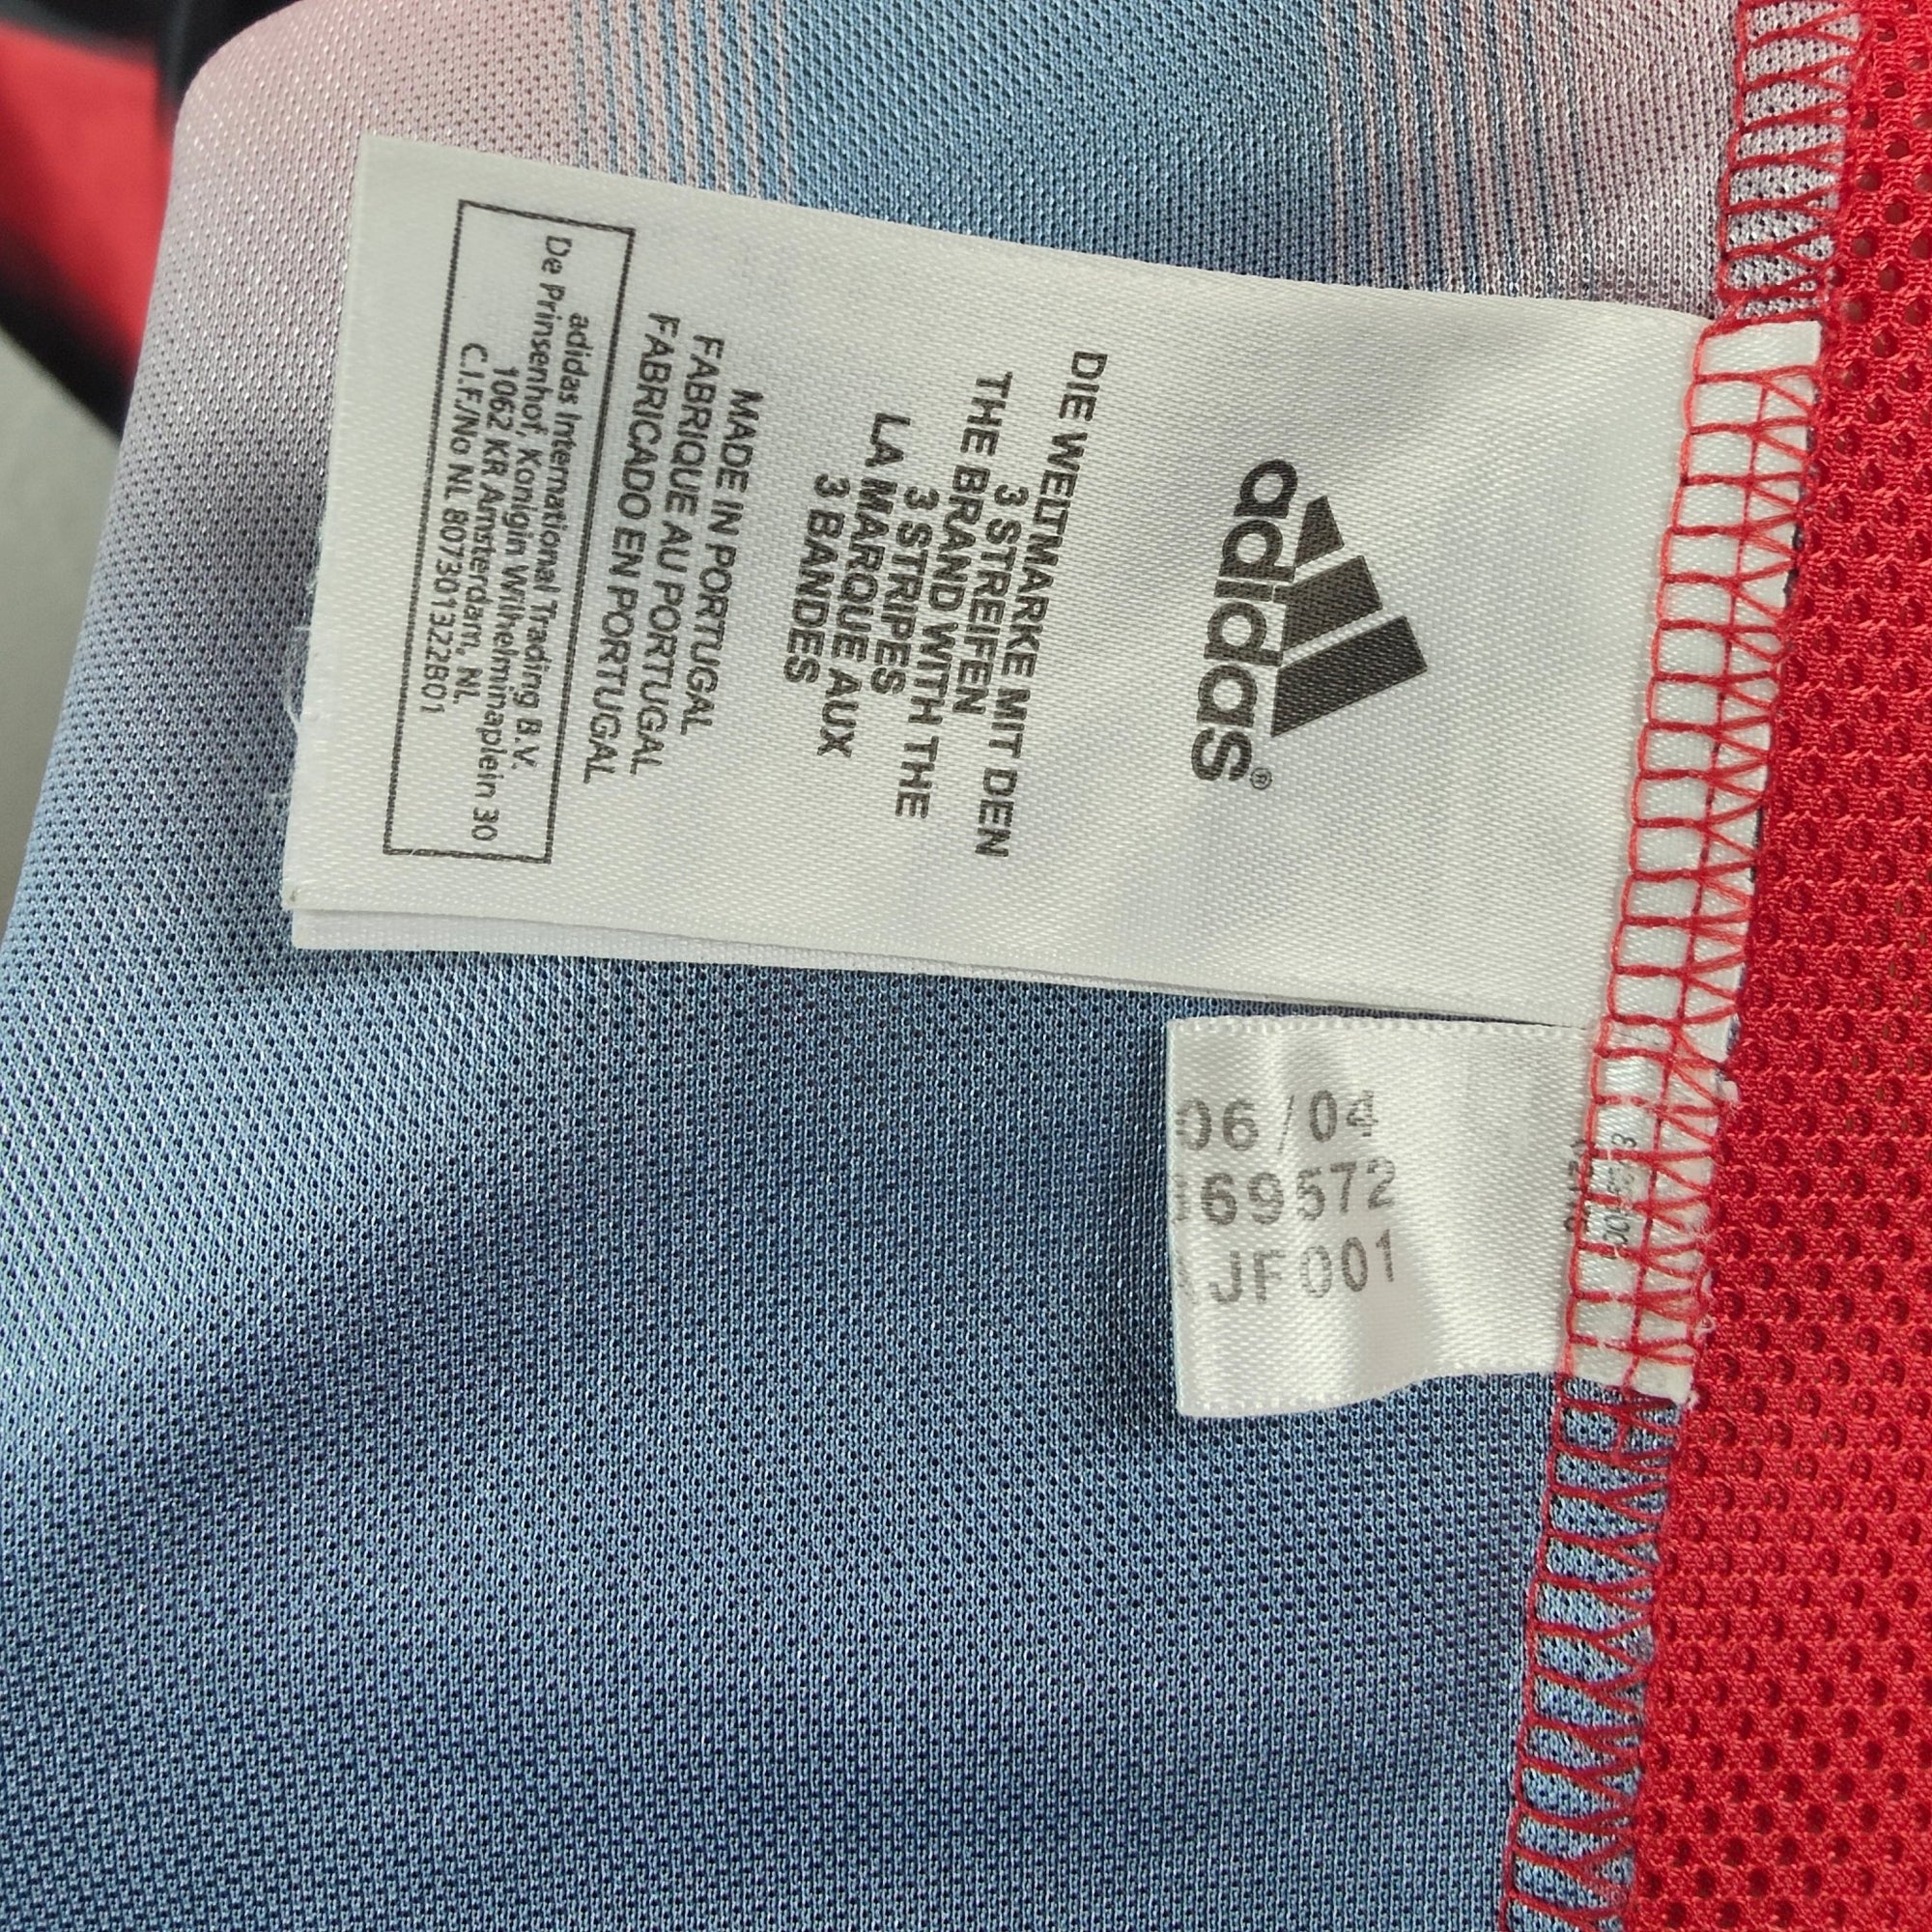 adidas®
DIE WELTMARKE MIT DEN
3 STREIFEN
THE BRAND WITH THE
3 STRIPES
LA MARQUE AUX
3 BANDES
MADE IN PORTUGAL
FABRIQUE AU PORTUGAL
FABRICADO EN PORTUGAL
adidas International Trading B.V.
De Prinsenhof, Konigin Wilhelminaplein 30
1062 KR Amsterdam, NL
C.I.F./No NL 807301322B01
06/04
69572
JF001